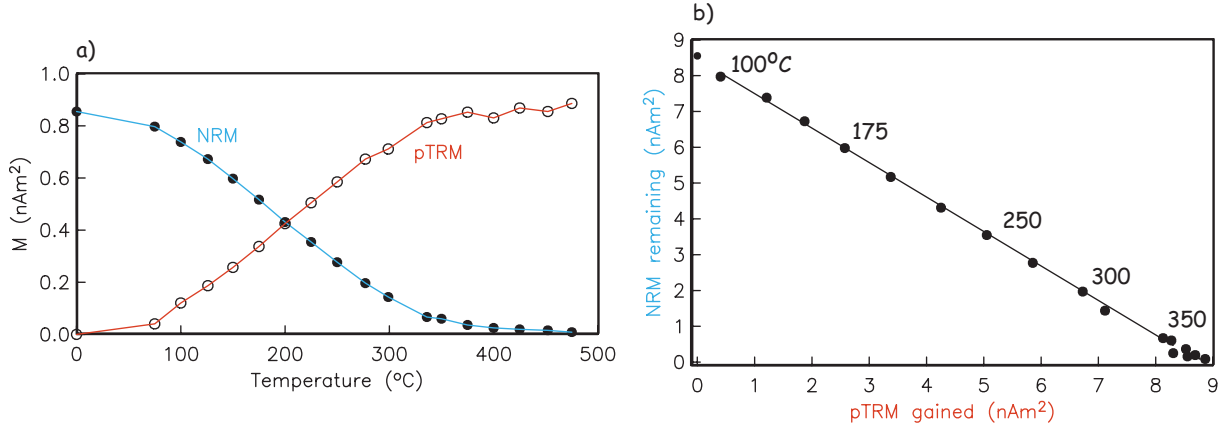 a)
1.0
0.8
0.6
0.4
0.2
0.0
M (nAm²)
NRM
pTRM
0 100 200 300 400 500
Temperature (°C)
b)
9
8
7
6
5
4
3
2
1
0
NRM remaining (nAm²)
100°C
175
250
300
350
0 1 2 3 4 5 6 7 8 9
pTRM gained (nAm²)